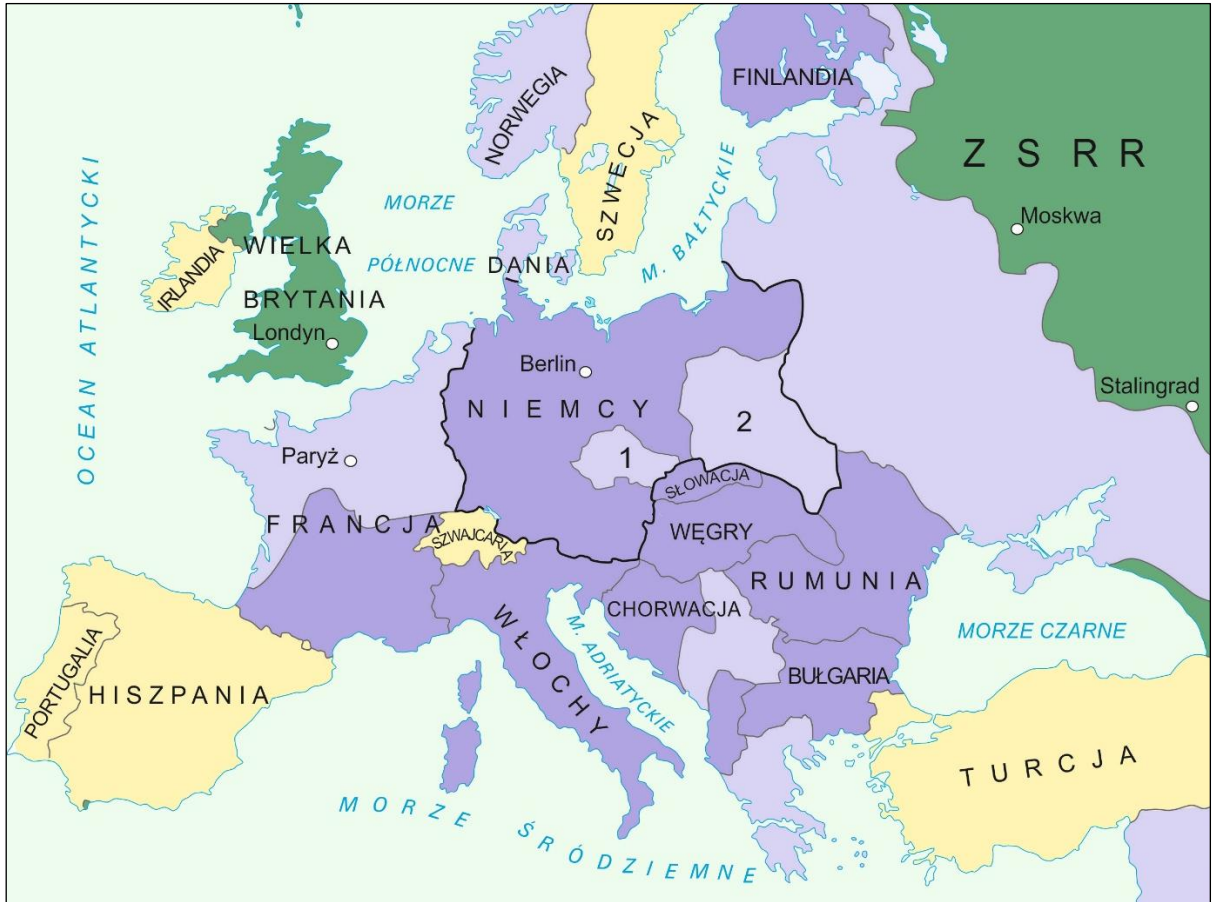 FINLANDIA
NORWEGIA
SZWECJA
ZSRR
Moskwa
OCEAN ATLANTYCKI
MORZE
PÓŁNOCNE
M. BAŁTYCKIE
IRLANDIA
WIELKA
BRYTANIA
Londyn
DANIA
Berlin
NIEMCY
Stalingrad
1
2
Paryż
SŁOWACJA
FRANCJA
SZWAJCARIA
WĘGRY
RUMUNIA
CHORWACJA
WŁOCHY
M. ADRIATYCKIE
MORZE CZARNE
PORTUGALIA
HISZPANIA
BUŁGARIA
TURCJA
MORZE ŚRÓDZIEMNE